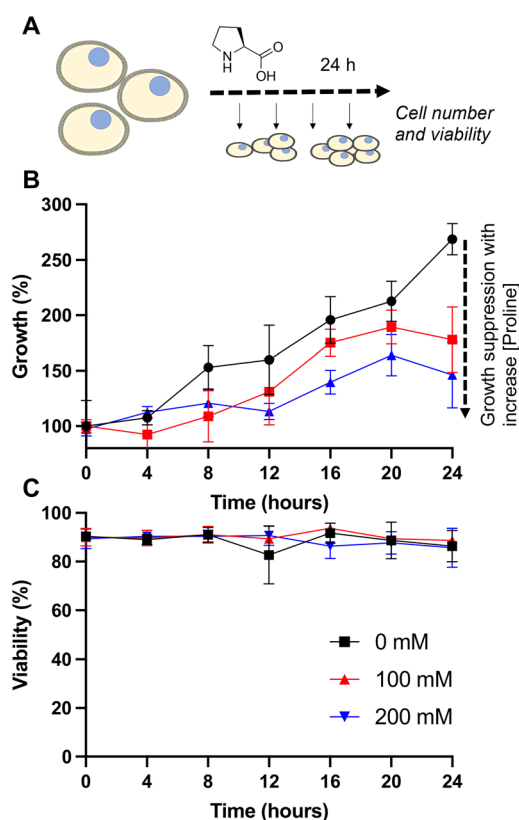 A
N
H
O
OH
24 h
Cell number
and viability
B
300
250
200
150
100
Growth (%)
0 4 8 12 16 20 24
Time (hours)
Growth suppression with
increase [Proline]
C
100
80
60
40
20
0
Viability (%)
0 mM
100 mM
200 mM
0 4 8 12 16 20 24
Time (hours)